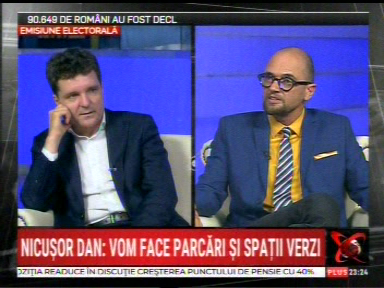 90.649 DE ROMÂNI AU FOST DECL
EMISIUNE ELECTORALĂ
NICUȘOR DAN: VOM FACE PARCĂRI ȘI SPAȚII VERZI
OZIȚIA READUCE ÎN DISCUȚIE CREȘTEREA PUNCTULUI DE PENSIE CU 40%
PLUS 23:24